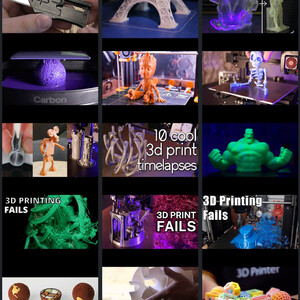 Carbon
10 cool
3d print
timelapses
3D PRINTING
FAILS
3D PRINT
FAILS
3D Printing
Fails
3D Printer